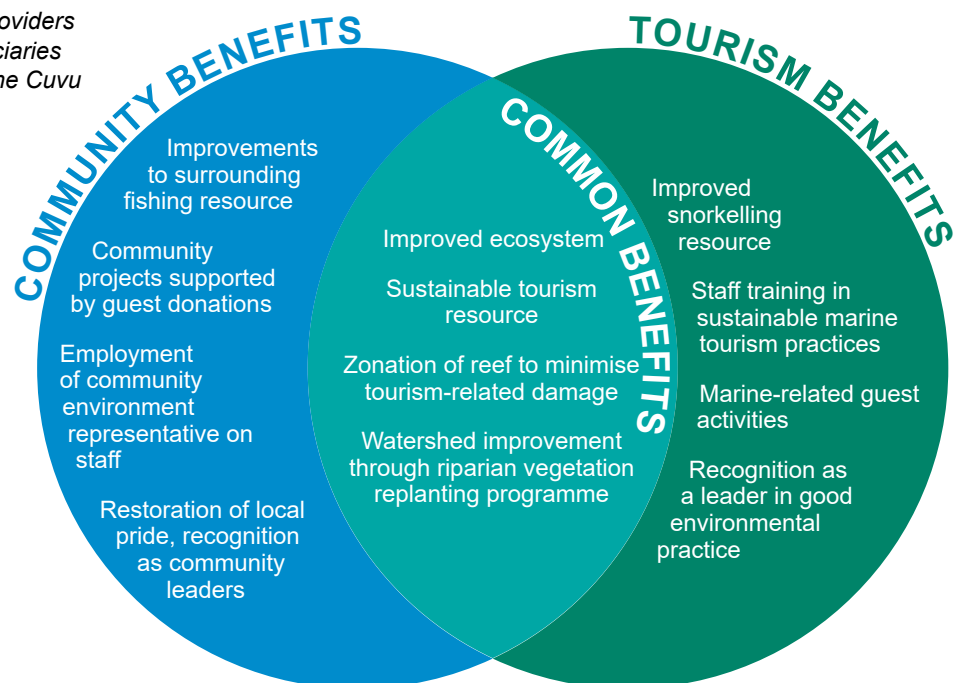 ciaries
ne Cuvu
COMMUNITY BENEFITS
Improvements
to surrounding
fishing resource
Community
projects supported
by guest donations
Employment
of community
environment
representative on
staff
Restoration of local
pride, recognition
as community
leaders
COMMON BENEFITS
Improved ecosystem
Sustainable tourism
resource
Zonation of reef to minimise
tourism-related damage
Watershed improvement
through riparian vegetation
replanting programme
TOURISM BENEFITS
Improved
snorkelling
resource
Staff training in
sustainable marine
tourism practices
Marine-related guest
activities
Recognition as
a leader in good
environmental
practice